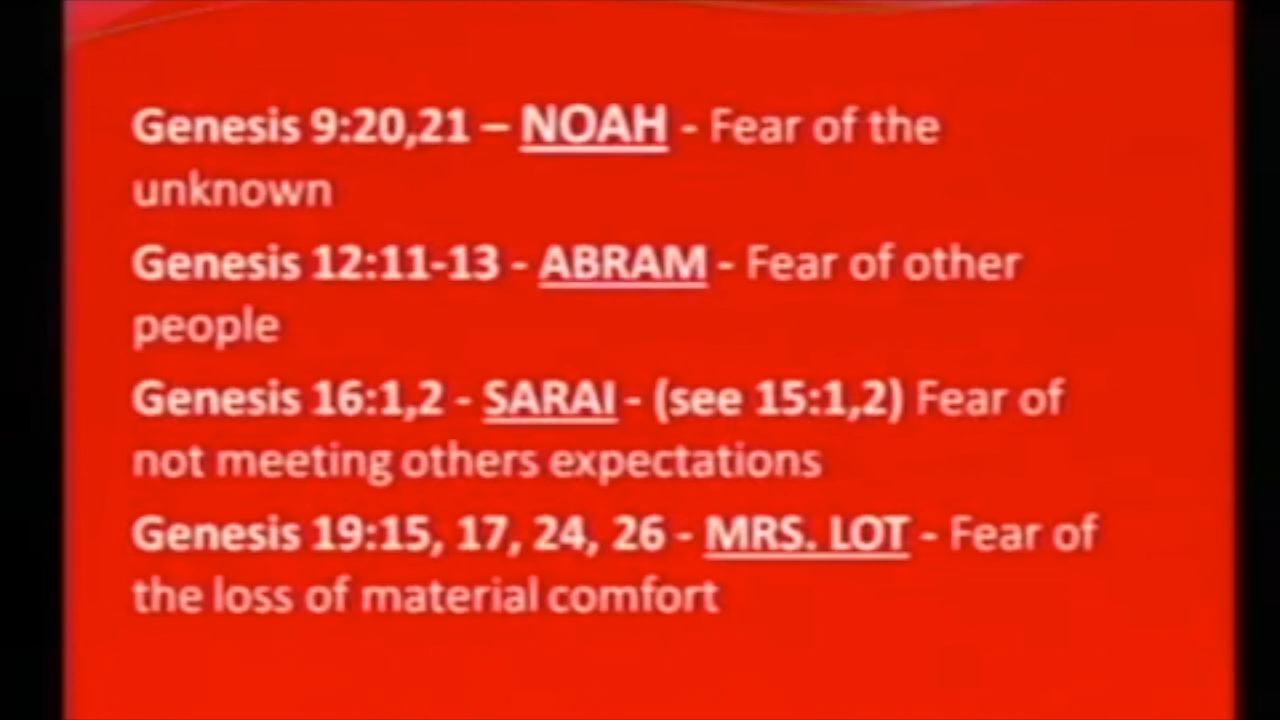 Genesis 9:20,21 – NOAH - Fear of the
unknown
Genesis 12:11-13 - ABRAM - Fear of other
people
Genesis 16:1,2 - SARAI - (see 15:1,2) Fear of
not meeting others expectations
Genesis 19:15, 17, 24, 26 - MRS. LOT - Fear of
the loss of material comfort